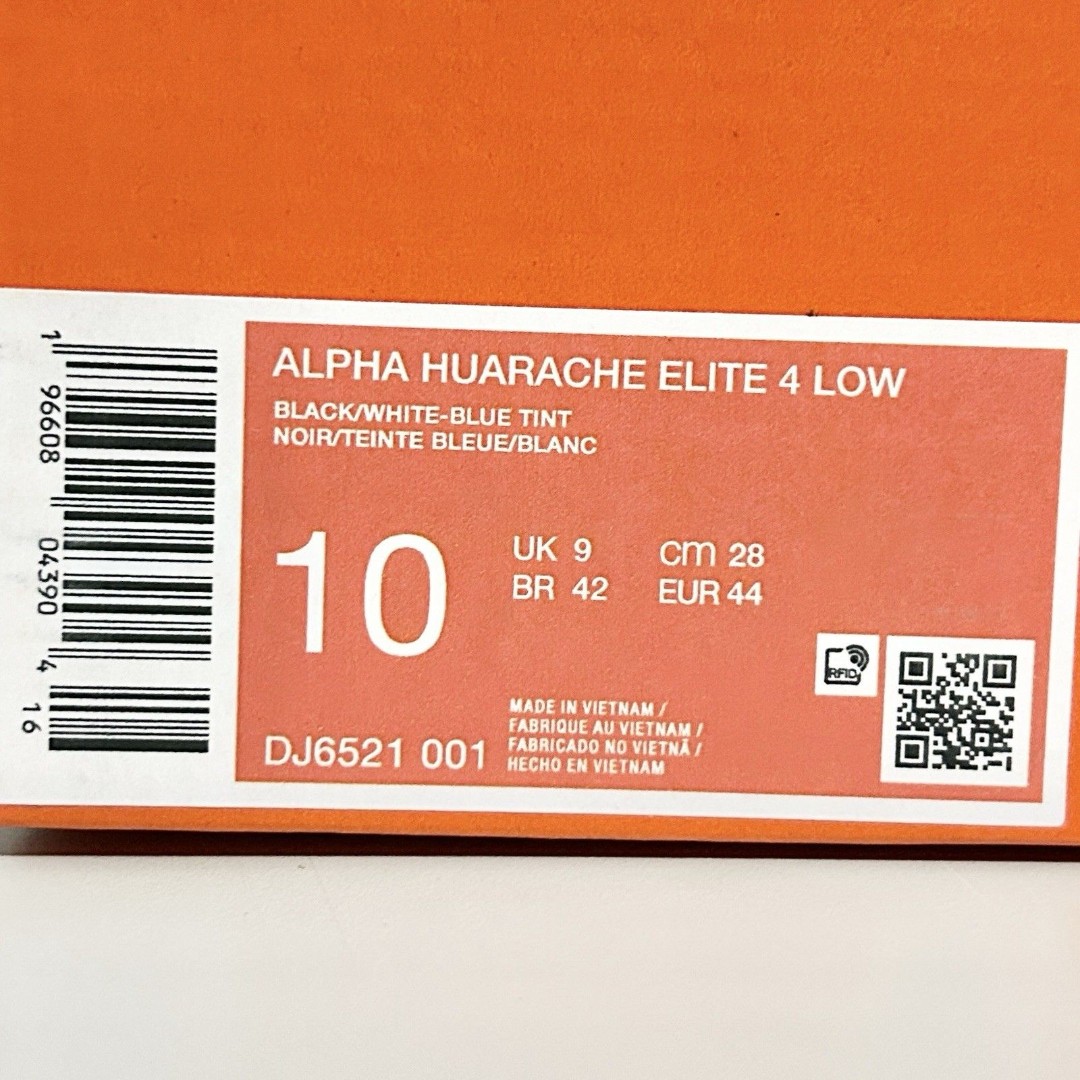 1 96608 04390 4 16
ALPHA HUARACHE ELITE 4 LOW
BLACK/WHITE-BLUE TINT
NOIR/TEINTE BLEUE/BLANC
10
UK 9 cm 28
BR 42 EUR 44
RFID
DJ6521 001
MADE IN VIETNAM /
FABRIQUE AU VIETNAM /
FABRICADO NO VIETNÃ /
HECHO EN VIETNAM